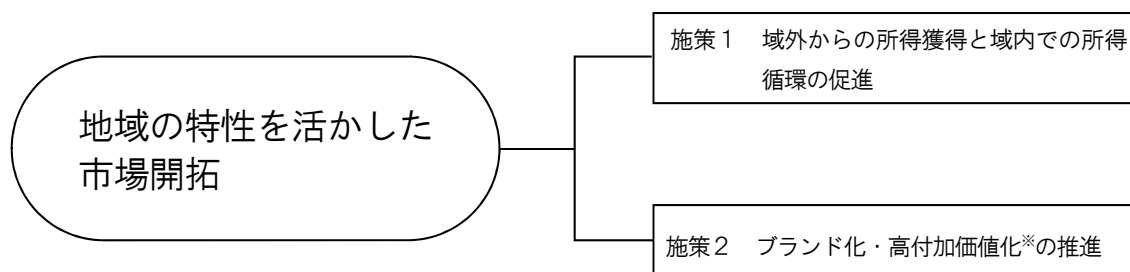 地域の特性を活かした
市場開拓
施策１　域外からの所得獲得と域内での所得
循環の促進
施策２　ブランド化・高付加価値化※の推進